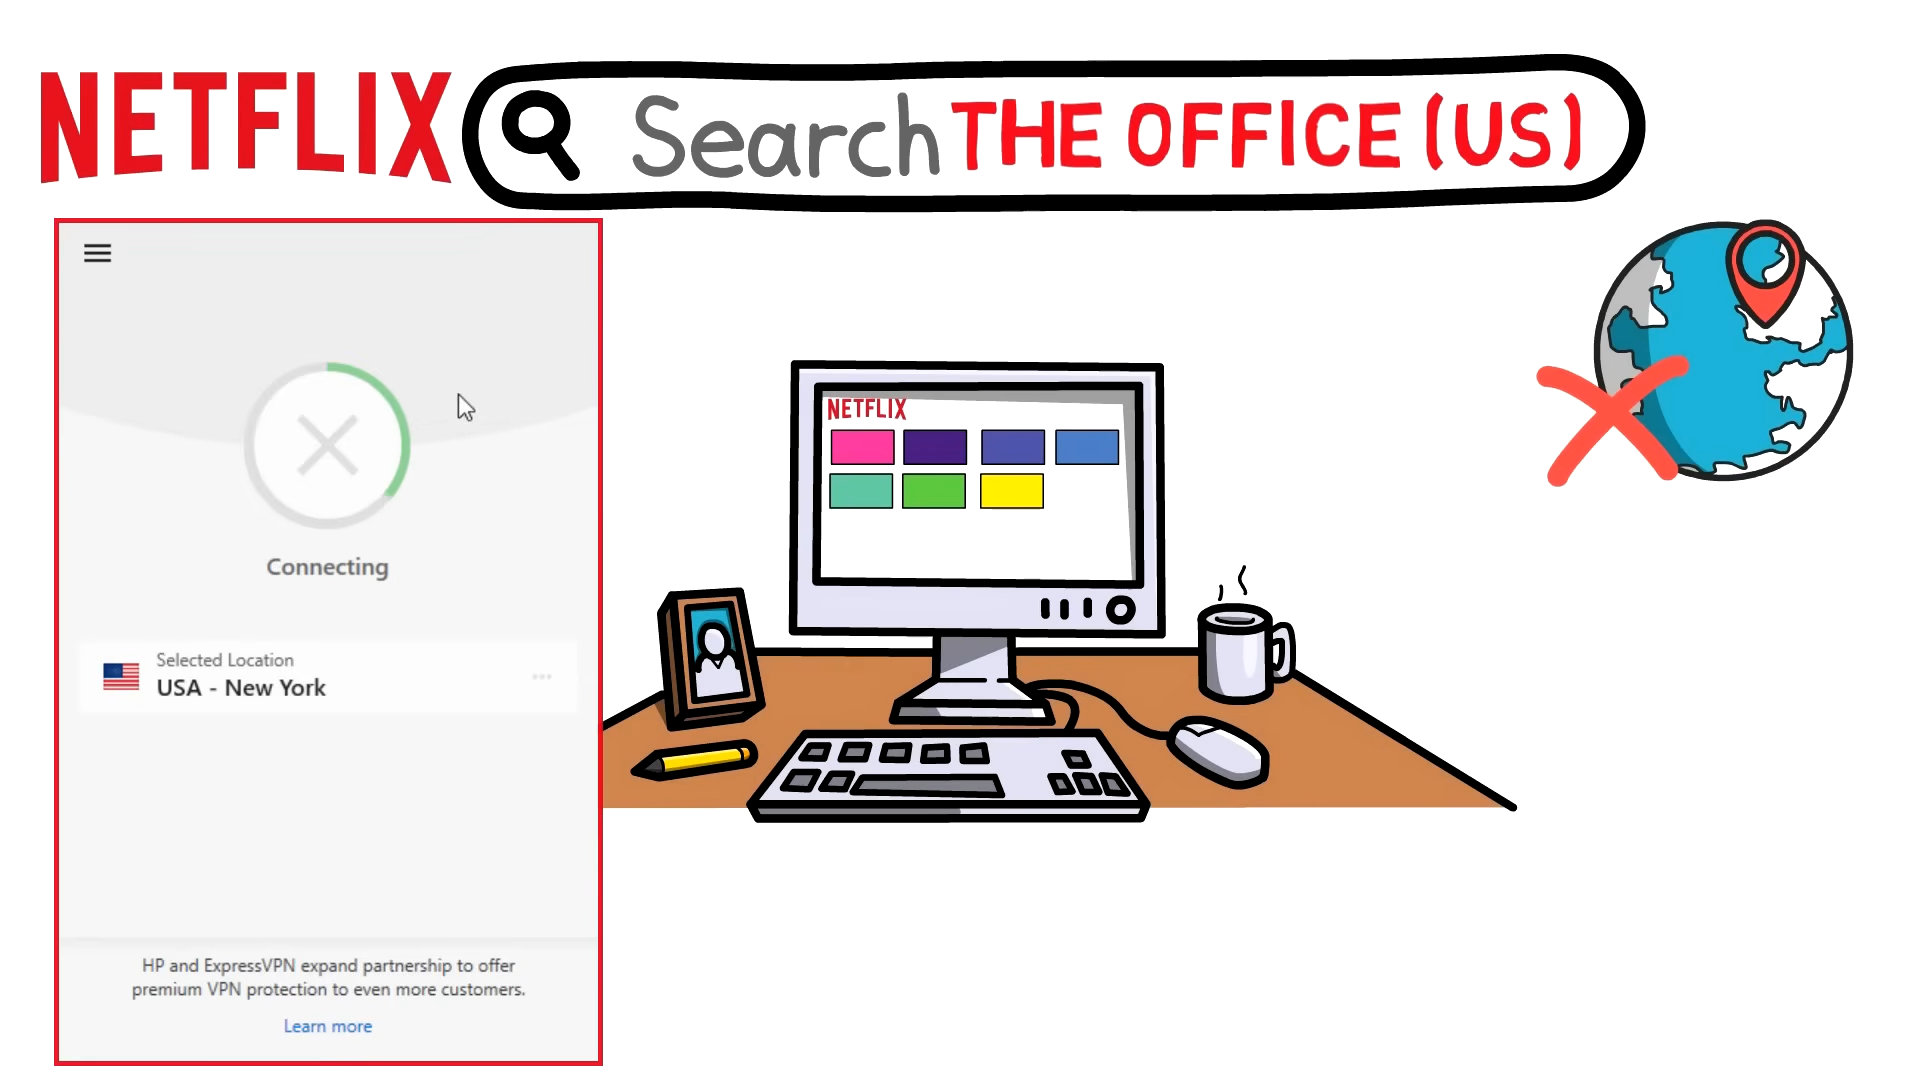 NETFLIX
Search THE OFFICE (US)
NETFLIX
Connecting
Selected Location
USA - New York
HP and ExpressVPN expand partnership to offer
premium VPN protection to even more customers.
Learn more